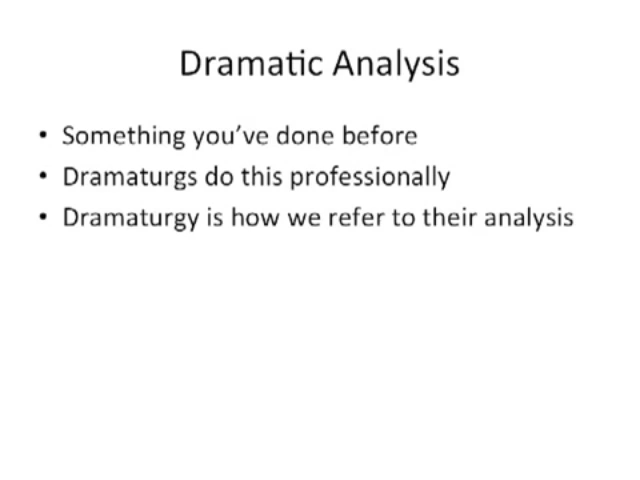 Dramatic Analysis
• Something you’ve done before
• Dramaturgs do this professionally
• Dramaturgy is how we refer to their analysis